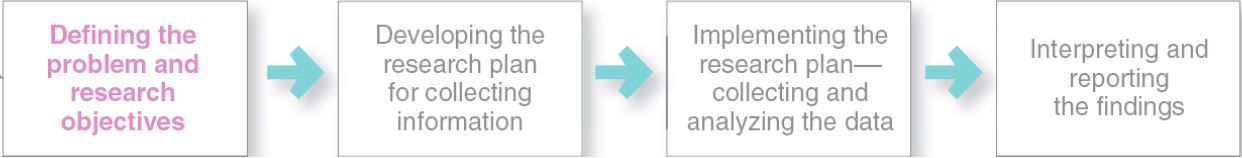 Defining the
problem and
research
objectives
Developing the
research plan
for collecting
information
Implementing the
research plan—
collecting and
analyzing the data
Interpreting and
reporting
the findings